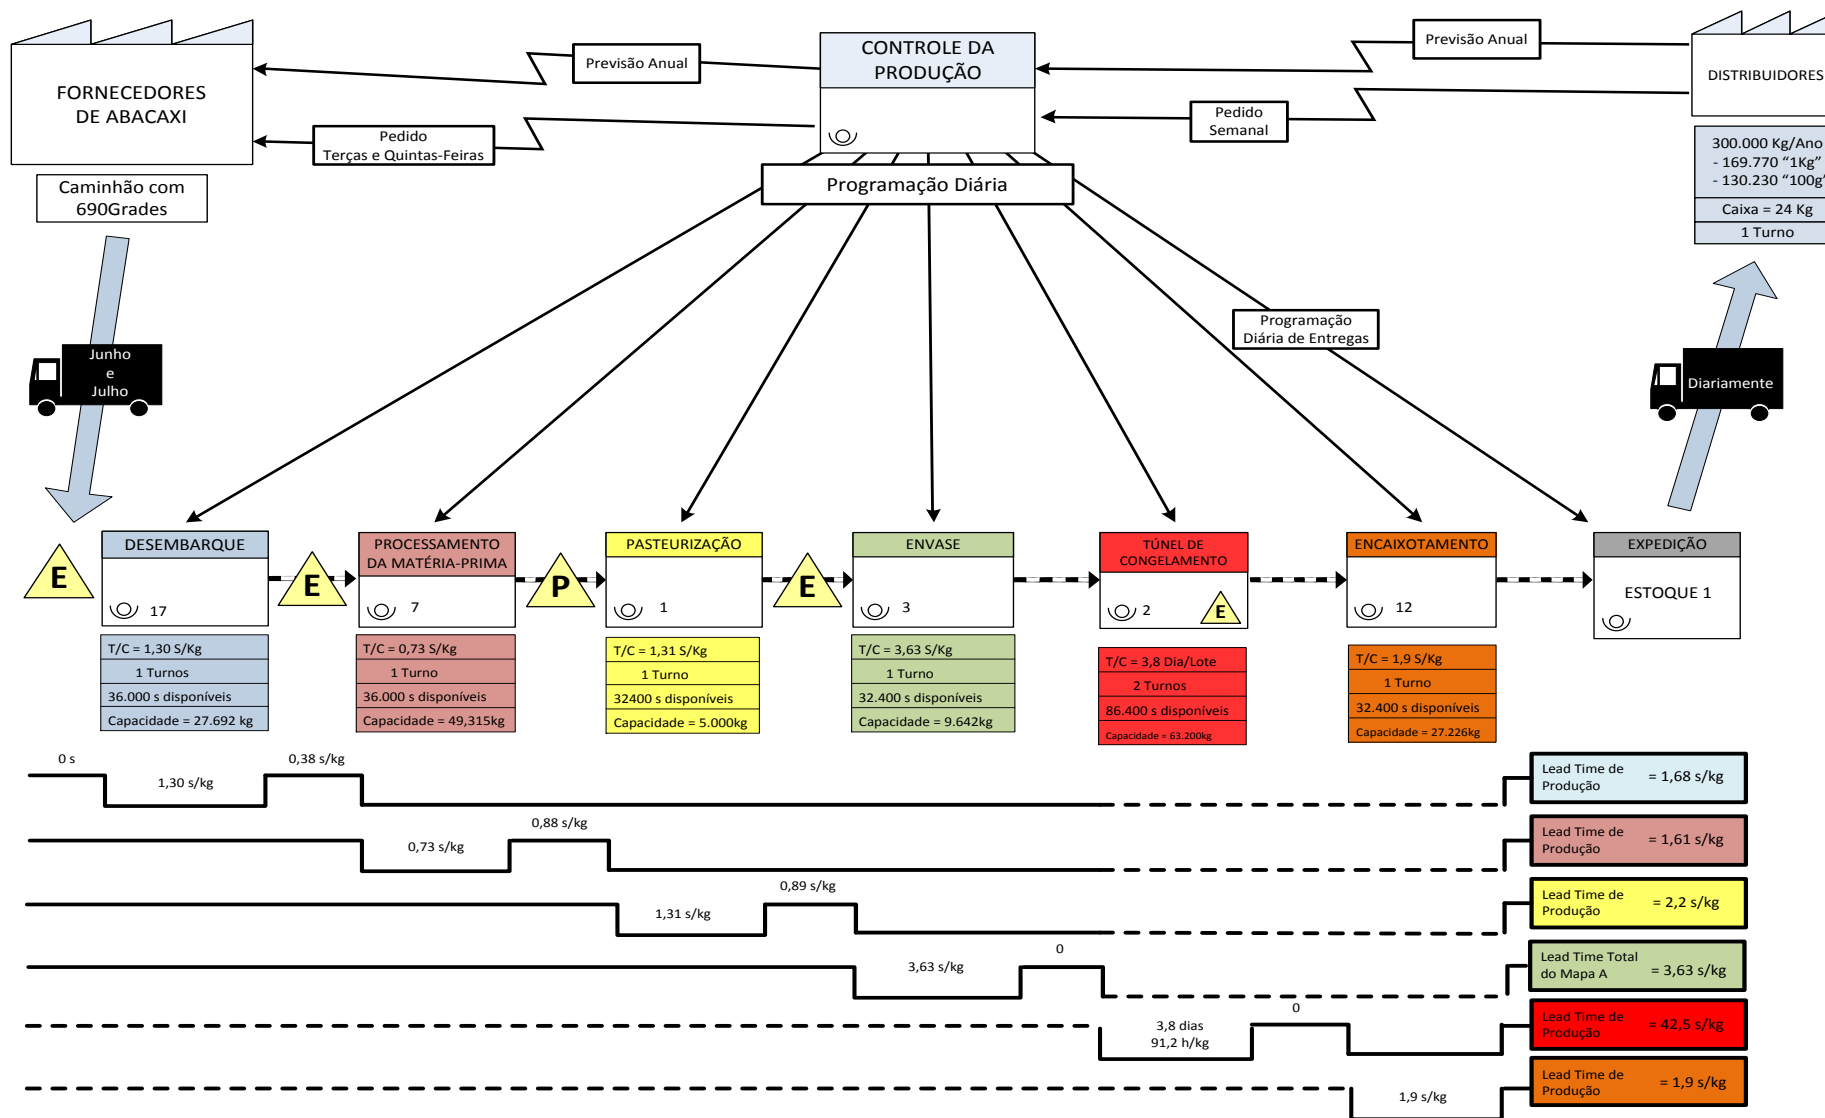 FORNECEDORES
DE ABACAXI
Previsão Anual
CONTROLE DA
PRODUÇÃO
Previsão Anual
DISTRIBUIDORES
Pedido
Terças e Quintas-Feiras
Pedido
Semanal
Caminhão com
690Grades
Programação Diária
300.000 Kg/Ano
- 169.770 “1Kg”
- 130.230 “100g”
Caixa = 24 Kg
1 Turno
Junho
e
Julho
Programação
Diária de Entregas
Diariamente
E
DESEMBARQUE
17
E
PROCESSAMENTO
DA MATÉRIA-PRIMA
7
P
PASTEURIZAÇÃO
1
E
ENVASE
3
TÚNEL DE
CONGELAMENTO
2
E
ENCAIXOTAMENTO
12
EXPEDIÇÃO
ESTOQUE 1
T/C = 1,30 S/Kg
1 Turnos
36.000 s disponíveis
Capacidade = 27.692 kg
T/C = 0,73 S/Kg
1 Turno
36.000 s disponíveis
Capacidade = 49,315kg
T/C = 1,31 S/Kg
1 Turno
32400 s disponíveis
Capacidade = 5.000kg
T/C = 3,63 S/Kg
1 Turno
32.400 s disponíveis
Capacidade = 9.642kg
T/C = 3,8 Dia/Lote
2 Turnos
86.400 s disponíveis
Capacidade = 63.200kg
T/C = 1,9 S/Kg
1 Turno
32.400 s disponíveis
Capacidade = 27.226kg
0 s
1,30 s/kg
0,38 s/kg
Lead Time de
Produção = 1,68 s/kg
0,73 s/kg
0,88 s/kg
Lead Time de
Produção = 1,61 s/kg
1,31 s/kg
0,89 s/kg
Lead Time de
Produção = 2,2 s/kg
3,63 s/kg
0
Lead Time Total
do Mapa A = 3,63 s/kg
3,8 dias
91,2 h/kg
0
Lead Time de
Produção = 42,5 s/kg
1,9 s/kg
Lead Time de
Produção = 1,9 s/kg